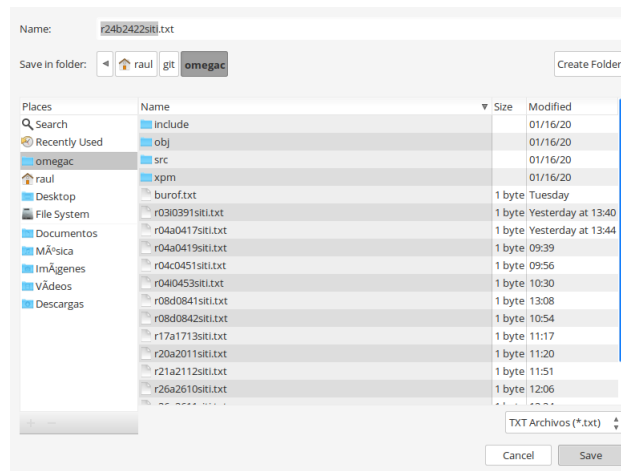 Name: r24b2422siti.txt
Save in folder: raul git omegac Create Folder
Places Name Size Modified
Search include 01/16/20
Recently Used obj 01/16/20
omegac src 01/16/20
raul xpm 01/16/20
Desktop burof.txt 1 byte Tuesday
File System r03i0391siti.txt 1 byte Yesterday at 13:40
Documentos r04a0417siti.txt 1 byte Yesterday at 13:44
MÃºsica r04a0419siti.txt 1 byte 09:39
ImÃ¡genes r04c0451siti.txt 1 byte 09:56
VÃdeos r04i0453siti.txt 1 byte 10:30
Descargas r08d0841siti.txt 1 byte 13:08
r08d0842siti.txt 1 byte 10:54
r17a1713siti.txt 1 byte 11:17
r20a2011siti.txt 1 byte 11:20
r21a2112siti.txt 1 byte 11:51
r26a2610siti.txt 1 byte 12:06
TXT Archivos (*.txt)
Cancel Save